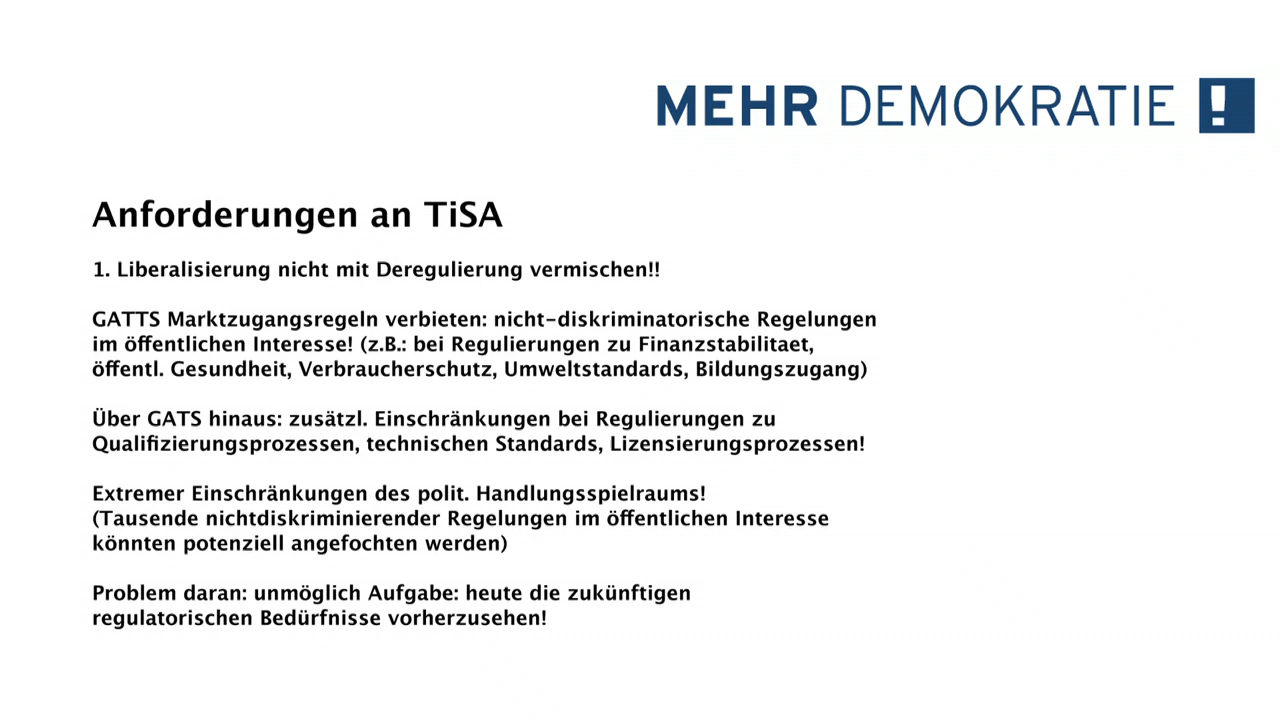 MEHR DEMOKRATIE !
Anforderungen an TiSA
1. Liberalisierung nicht mit Deregulierung vermischen!!
GATTS Marktzugangsregeln verbieten: nicht-diskriminatorische Regelungen
im öffentlichen Interesse! (z.B.: bei Regulierungen zu Finanzstabilitaet,
öffentl. Gesundheit, Verbraucherschutz, Umweltstandards, Bildungszugang)
Über GATS hinaus: zusätzl. Einschränkungen bei Regulierungen zu
Qualifizierungsprozessen, technischen Standards, Lizensierungsprozessen!
Extremer Einschränkungen des polit. Handlungsspielraums!
(Tausende nichtdiskriminierender Regelungen im öffentlichen Interesse
könnten potenziell angefochten werden)
Problem daran: unmöglich Aufgabe: heute die zukünftigen
regulatorischen Bedürfnisse vorherzusehen!